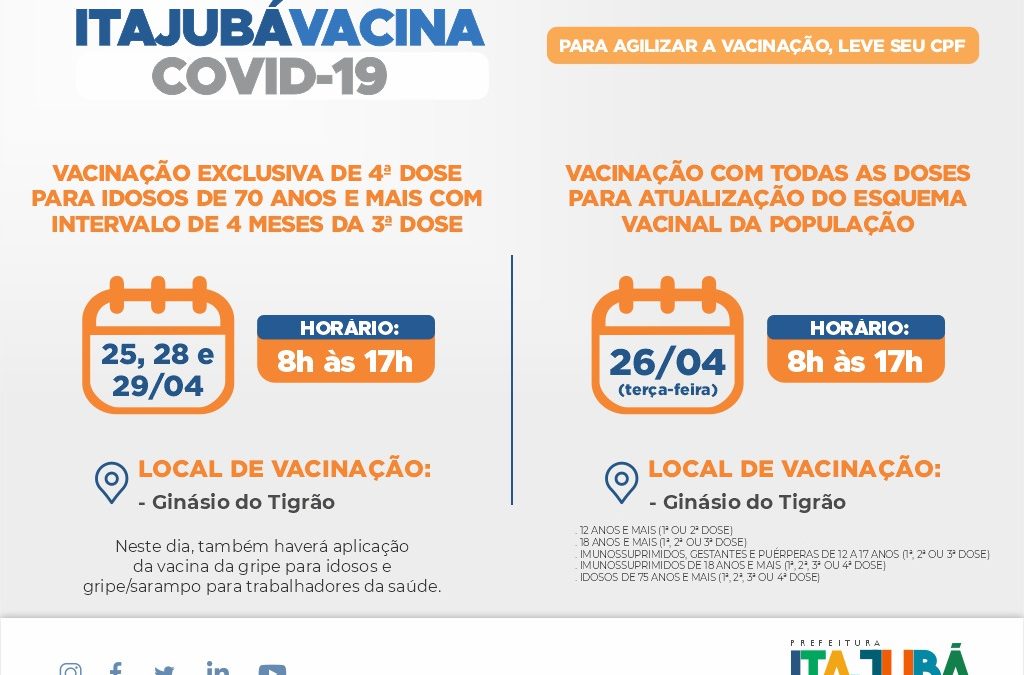 ITAJUBÁVACINA
COVID-19
PARA AGILIZAR A VACINAÇÃO, LEVE SEU CPF
VACINAÇÃO EXCLUSIVA DE 4ª DOSE
PARA IDOSOS DE 70 ANOS E MAIS COM
INTERVALO DE 4 MESES DA 3ª DOSE
25, 28 e
29/04
HORÁRIO:
8h às 17h
LOCAL DE VACINAÇÃO:
- Ginásio do Tigrão
Neste dia, também haverá aplicação
da vacina da gripe para idosos e
gripe/sarampo para trabalhadores da saúde.
VACINAÇÃO COM TODAS AS DOSES
PARA ATUALIZAÇÃO DO ESQUEMA
VACINAL DA POPULAÇÃO
26/04
(terça-feira)
HORÁRIO:
8h às 17h
LOCAL DE VACINAÇÃO:
- Ginásio do Tigrão
. 12 ANOS E MAIS (1ª OU 2ª DOSE)
. 18 ANOS E MAIS (1ª, 2ª OU 3ª DOSE)
. IMUNOSSUPRIMIDOS, GESTANTES E PUÉRPERAS DE 12 A 17 ANOS (1ª, 2ª OU 3ª DOSE)
. IMUNOSSUPRIMIDOS DE 18 ANOS E MAIS (1ª, 2ª, 3ª OU 4ª DOSE)
. IDOSOS DE 75 ANOS E MAIS (1ª, 2ª, 3ª OU 4ª DOSE)
PREFEITURA
ITAJUBÁ